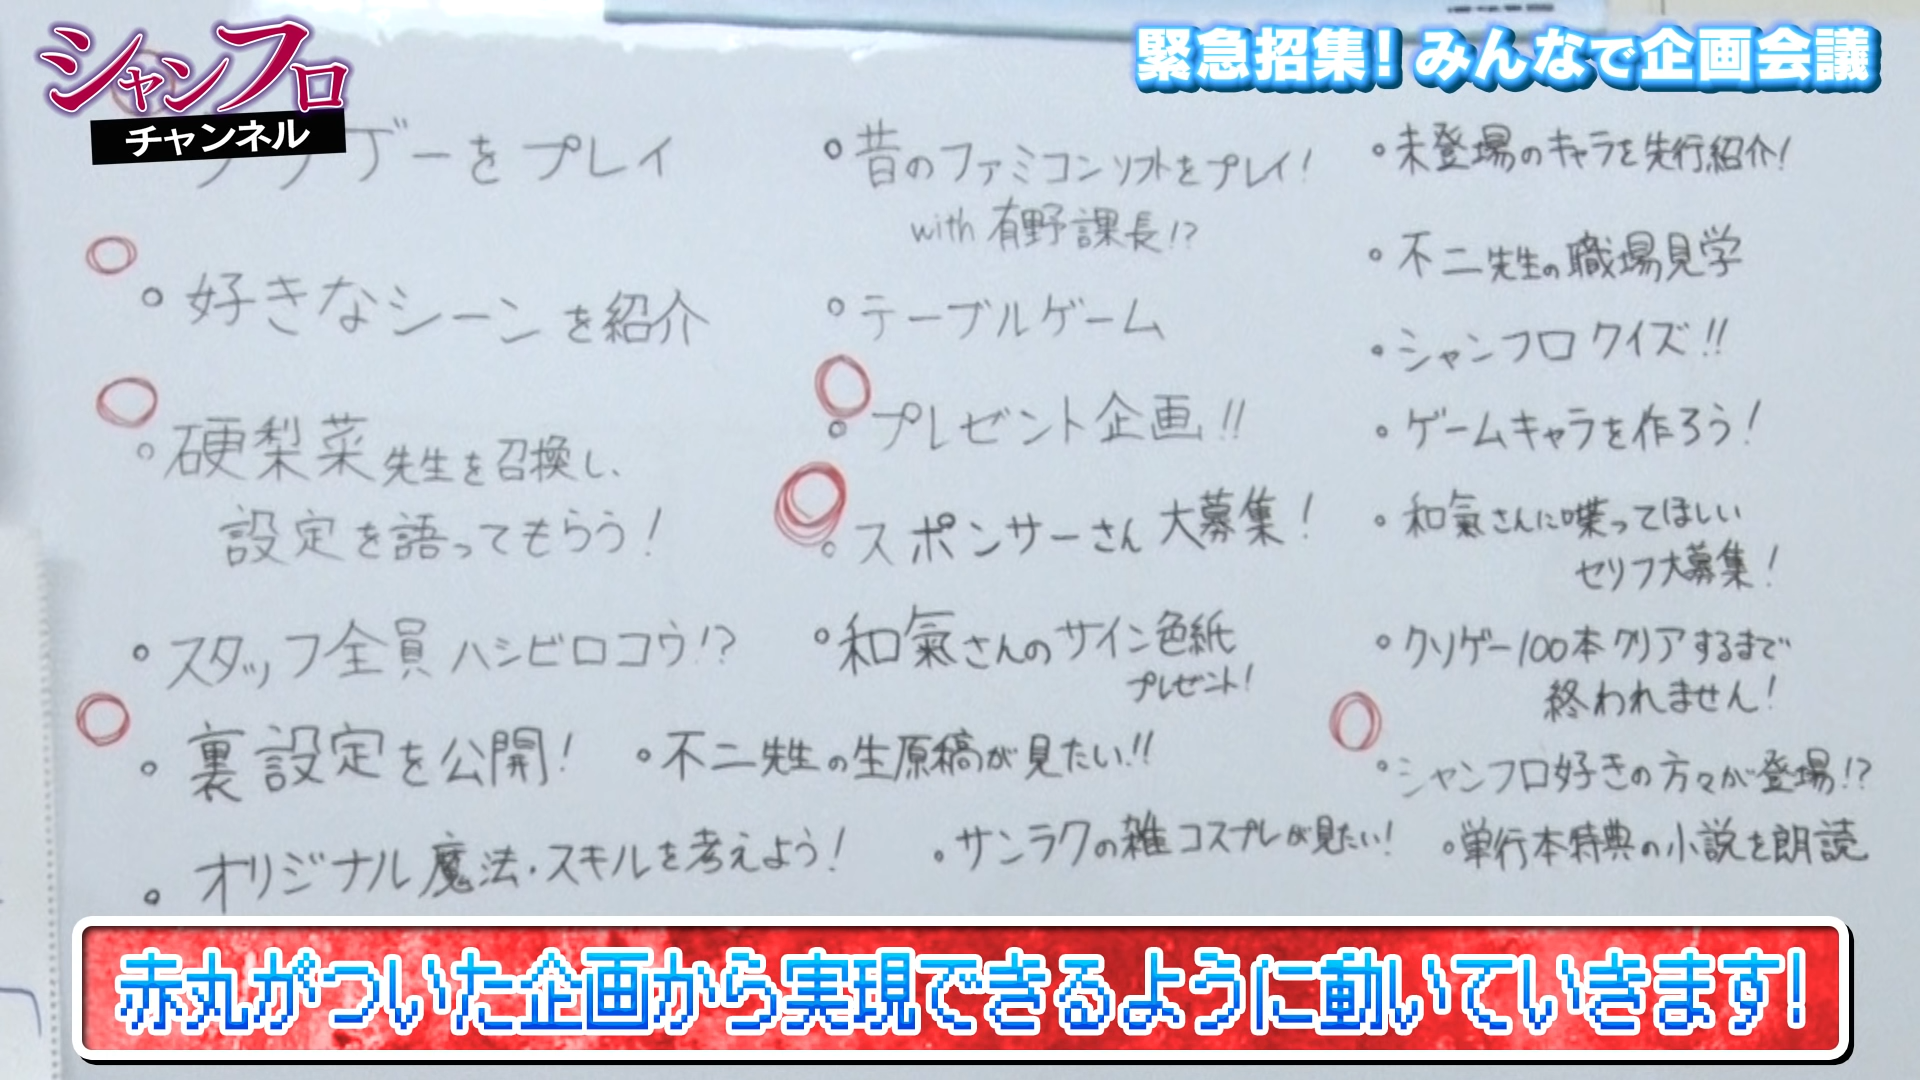 シャンフロ
チャンネル
緊急招集！みんなで企画会議
クソゲーをプレイ
・好きなシーンを紹介
・硬梨菜先生を召喚し、
設定を語ってもらう！
・スタッフ全員ハシビロコウ!?
・裏設定を公開！
・オリジナル魔法・スキルを考えよう！
・昔のファミコンソフトをプレイ！
with 有野課長!?
・テーブルゲーム
・プレゼント企画!!
・スポンサーさん大募集！
・和氣さんのサイン色紙
プレゼント！
・不二先生の生原稿が見たい!!
・サンラクの雑コスプレが見たい！
・未登場のキャラを先行紹介！
・不二先生の職場見学
・シャンフロクイズ!!
・ゲームキャラを作ろう！
・和氣さんに喋ってほしい
セリフ大募集！
・クソゲー100本クリアするまで
終われません！
・シャンフロ好きの方々が登場!?
・単行本特典の小説を朗読
赤丸がついた企画から実現できるように動いていきます！